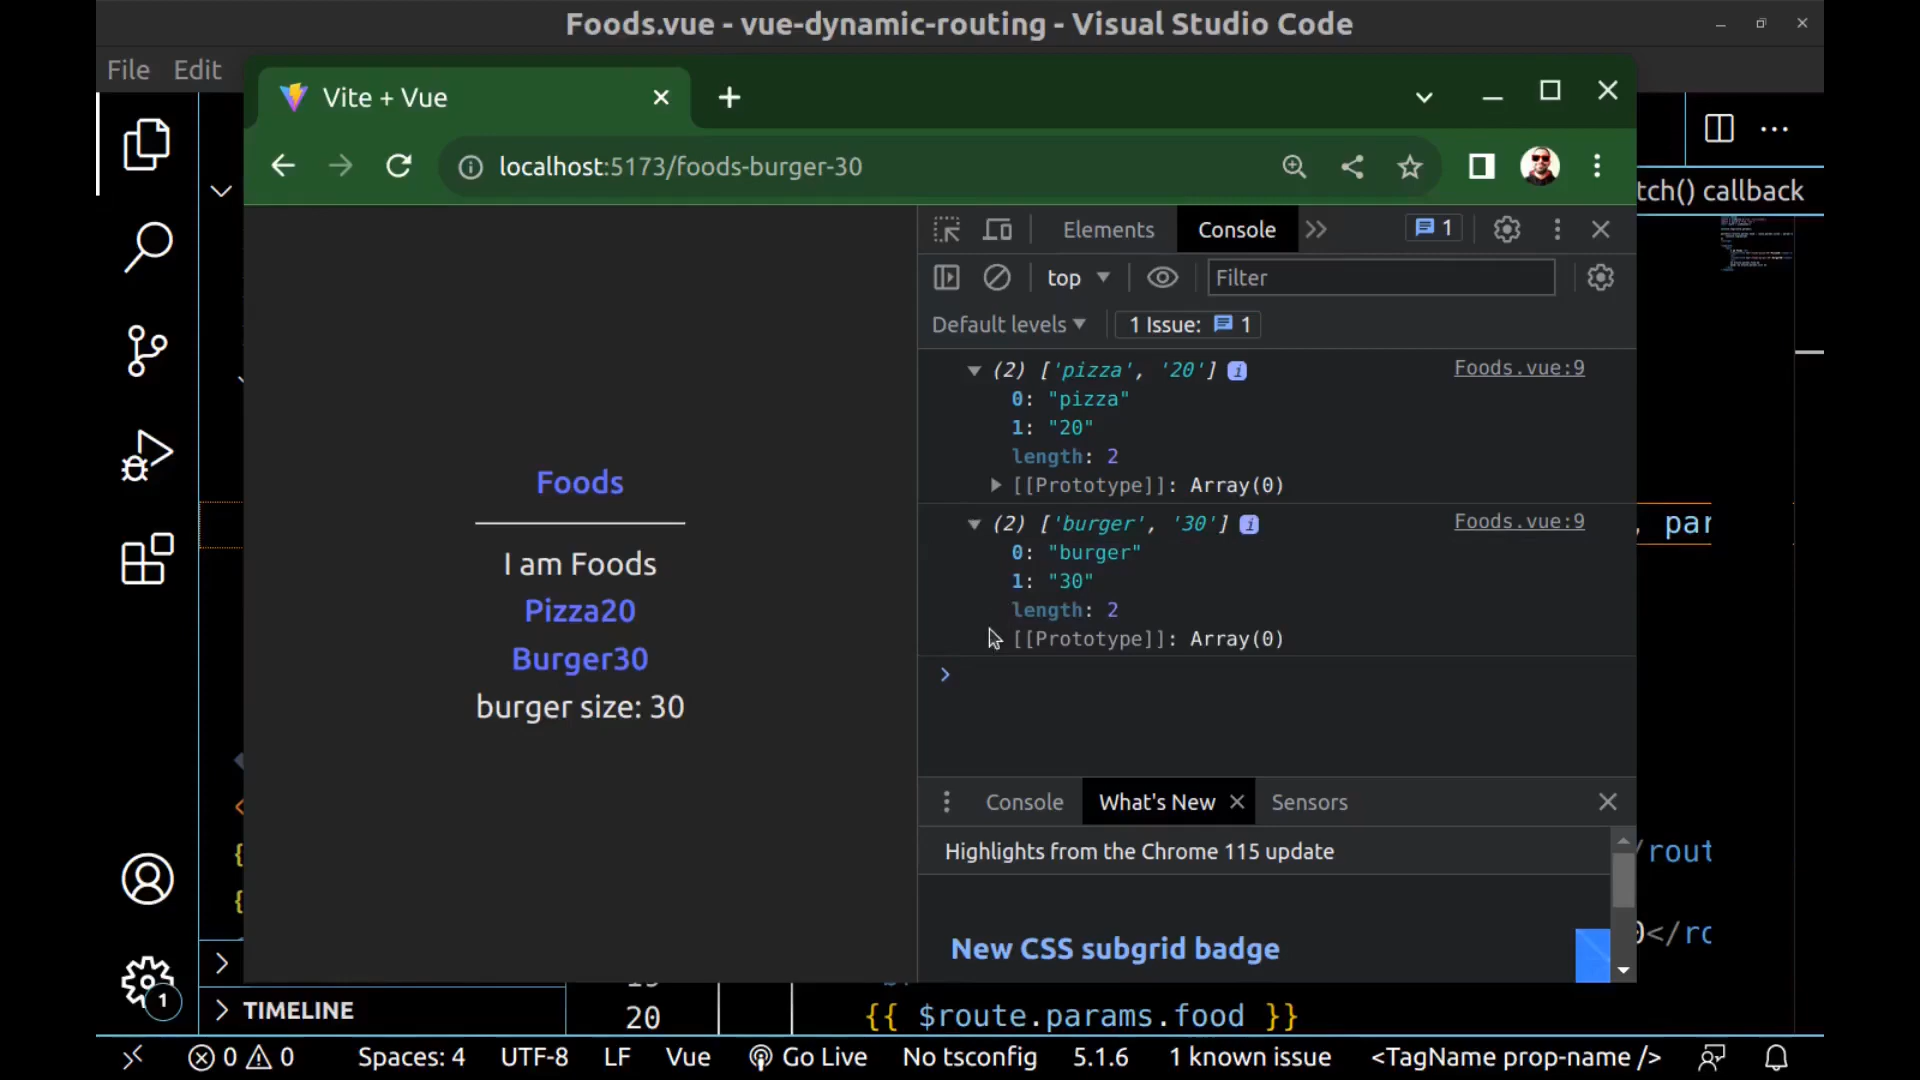 Foods.vue - vue-dynamic-routing - Visual Studio Code
File Edit
Vite + Vue
localhost:5173/foods-burger-30
tch() callback
Elements Console 1
top Filter
Default levels 1 Issue: 1
(2) ['pizza', '20'] i Foods.vue:9
0: "pizza"
1: "20"
length: 2
[[Prototype]]: Array(0)
(2) ['burger', '30'] i Foods.vue:9
0: "burger"
1: "30"
length: 2
[[Prototype]]: Array(0)
>
Foods
I am Foods
Pizza20
Burger30
burger size: 30
, par
Console What's New Sensors
Highlights from the Chrome 115 update
New CSS subgrid badge
/rout
</rc
1
TIMELINE
20 {{ $route.params.food }}
0 0 Spaces: 4 UTF-8 LF Vue Go Live No tsconfig 5.1.6 1 known issue <TagName prop-name />